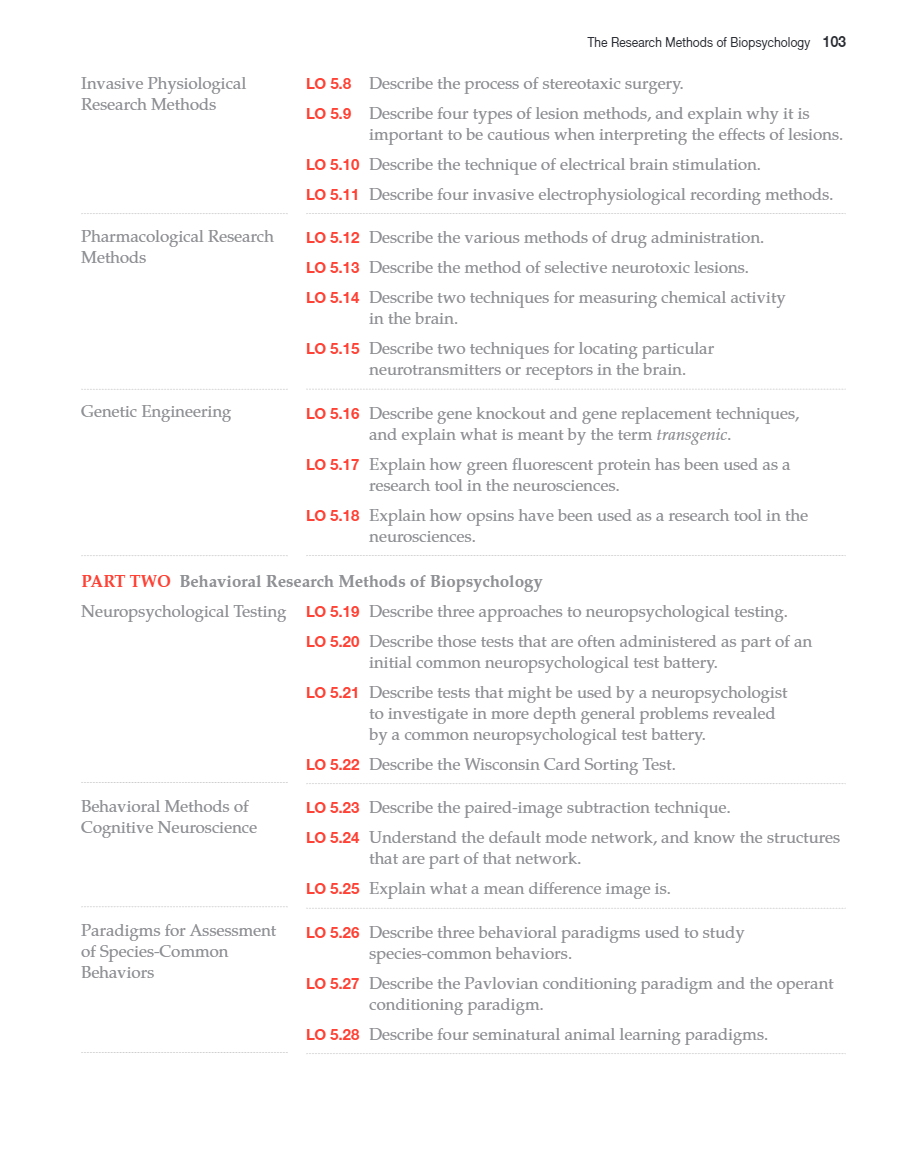 The Research Methods of Biopsychology 103
Invasive Physiological
Research Methods
LO 5.8 Describe the process of stereotaxic surgery.
LO 5.9 Describe four types of lesion methods, and explain why it is
important to be cautious when interpreting the effects of lesions.
LO 5.10 Describe the technique of electrical brain stimulation.
LO 5.11 Describe four invasive electrophysiological recording methods.
Pharmacological Research
Methods
LO 5.12 Describe the various methods of drug administration.
LO 5.13 Describe the method of selective neurotoxic lesions.
LO 5.14 Describe two techniques for measuring chemical activity
in the brain.
LO 5.15 Describe two techniques for locating particular
neurotransmitters or receptors in the brain.
Genetic Engineering
LO 5.16 Describe gene knockout and gene replacement techniques,
and explain what is meant by the term transgenic.
LO 5.17 Explain how green fluorescent protein has been used as a
research tool in the neurosciences.
LO 5.18 Explain how opsins have been used as a research tool in the
neurosciences.
PART TWO Behavioral Research Methods of Biopsychology
Neuropsychological Testing
LO 5.19 Describe three approaches to neuropsychological testing.
LO 5.20 Describe those tests that are often administered as part of an
initial common neuropsychological test battery.
LO 5.21 Describe tests that might be used by a neuropsychologist
to investigate in more depth general problems revealed
by a common neuropsychological test battery.
LO 5.22 Describe the Wisconsin Card Sorting Test.
Behavioral Methods of
Cognitive Neuroscience
LO 5.23 Describe the paired-image subtraction technique.
LO 5.24 Understand the default mode network, and know the structures
that are part of that network.
LO 5.25 Explain what a mean difference image is.
Paradigms for Assessment
of Species-Common
Behaviors
LO 5.26 Describe three behavioral paradigms used to study
species-common behaviors.
LO 5.27 Describe the Pavlovian conditioning paradigm and the operant
conditioning paradigm.
LO 5.28 Describe four seminatural animal learning paradigms.